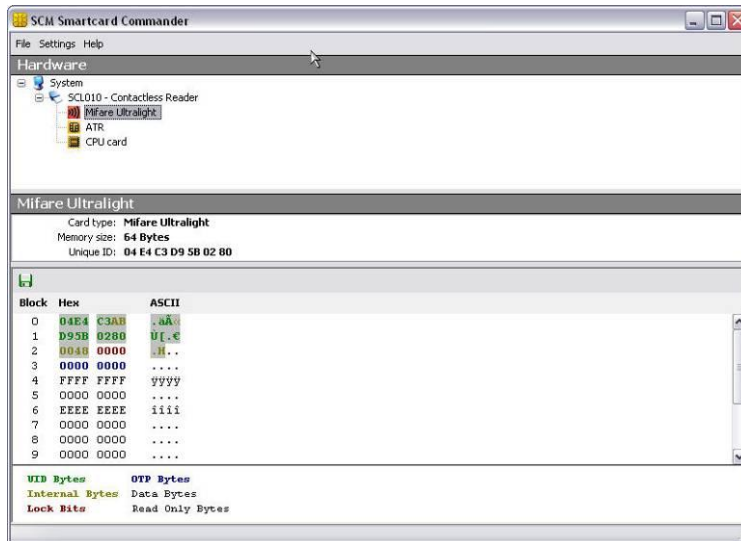 SCM Smartcard Commander
File Settings Help
Hardware
System
SCL010 - Contactless Reader
Mifare Ultralight
ATR
CPU card
Mifare Ultralight
Card type: Mifare Ultralight
Memory size: 64 Bytes
Unique ID: 04 E4 C3 D9 5B 02 80
Block Hex ASCII
0 04E4 C3AB .äÃ«
1 D95B 0280 Ù[.€
2 0048 0000 .H..
3 0000 0000 ....
4 FFFF FFFF ÿÿÿÿ
5 0000 0000 ....
6 EEEE EEEE îîîî
7 0000 0000 ....
8 0000 0000 ....
9 0000 0000 ....
UID Bytes OTP Bytes
Internal Bytes Data Bytes
Lock Bits Read Only Bytes